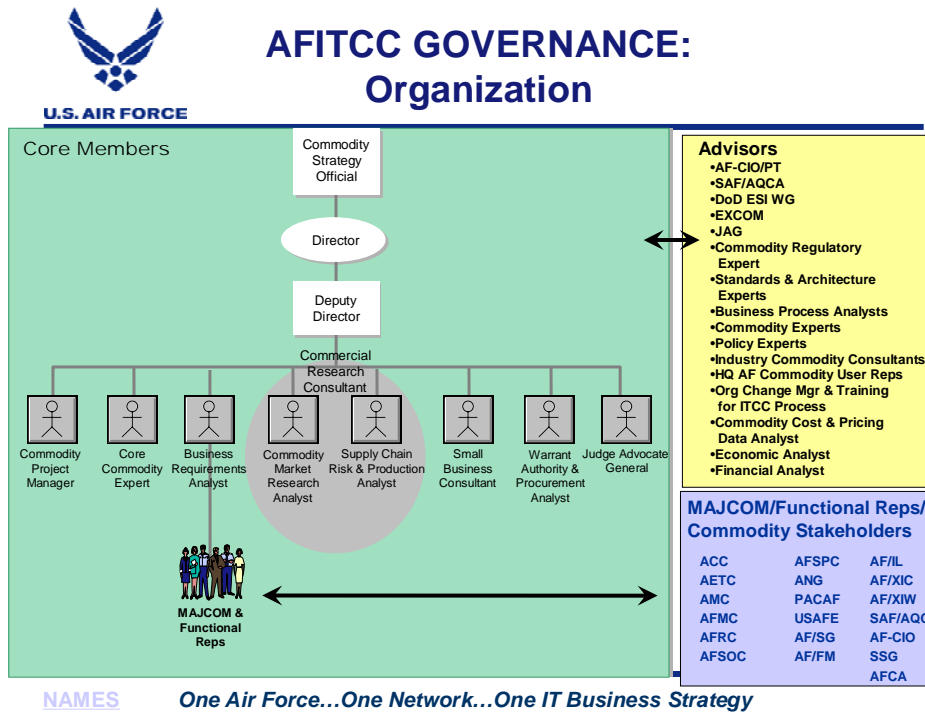 AFITCC GOVERNANCE:
Organization
U.S. AIR FORCE
Core Members
Commodity
Strategy
Official
Director
Deputy
Director
Commercial
Research
Consultant
Commodity
Project
Manager
Core
Commodity
Expert
Business
Requirements
Analyst
Commodity
Market
Research
Analyst
Supply Chain
Risk & Production
Analyst
Small
Business
Consultant
Warrant
Authority &
Procurement
Analyst
Judge Advocate
General
MAJCOM &
Functional
Reps
Advisors
•AF-CIO/PT
•SAF/AQCA
•DoD ESI WG
•EXCOM
•JAG
•Commodity Regulatory
Expert
•Standards & Architecture
Experts
•Business Process Analysts
•Commodity Experts
•Policy Experts
•Industry Commodity Consultants
•HQ AF Commodity User Reps
•Org Change Mgr & Training
for ITCC Process
•Commodity Cost & Pricing
Data Analyst
•Economic Analyst
•Financial Analyst
MAJCOM/Functional Reps/
Commodity Stakeholders
ACC AFSPC AF/IL
AETC ANG AF/XIC
AMC PACAF AF/XIW
AFMC USAFE SAF/AQC
AFRC AF/SG AF-CIO
AFSOC AF/FM SSG
AFCA
NAMES
One Air Force…One Network…One IT Business Strategy